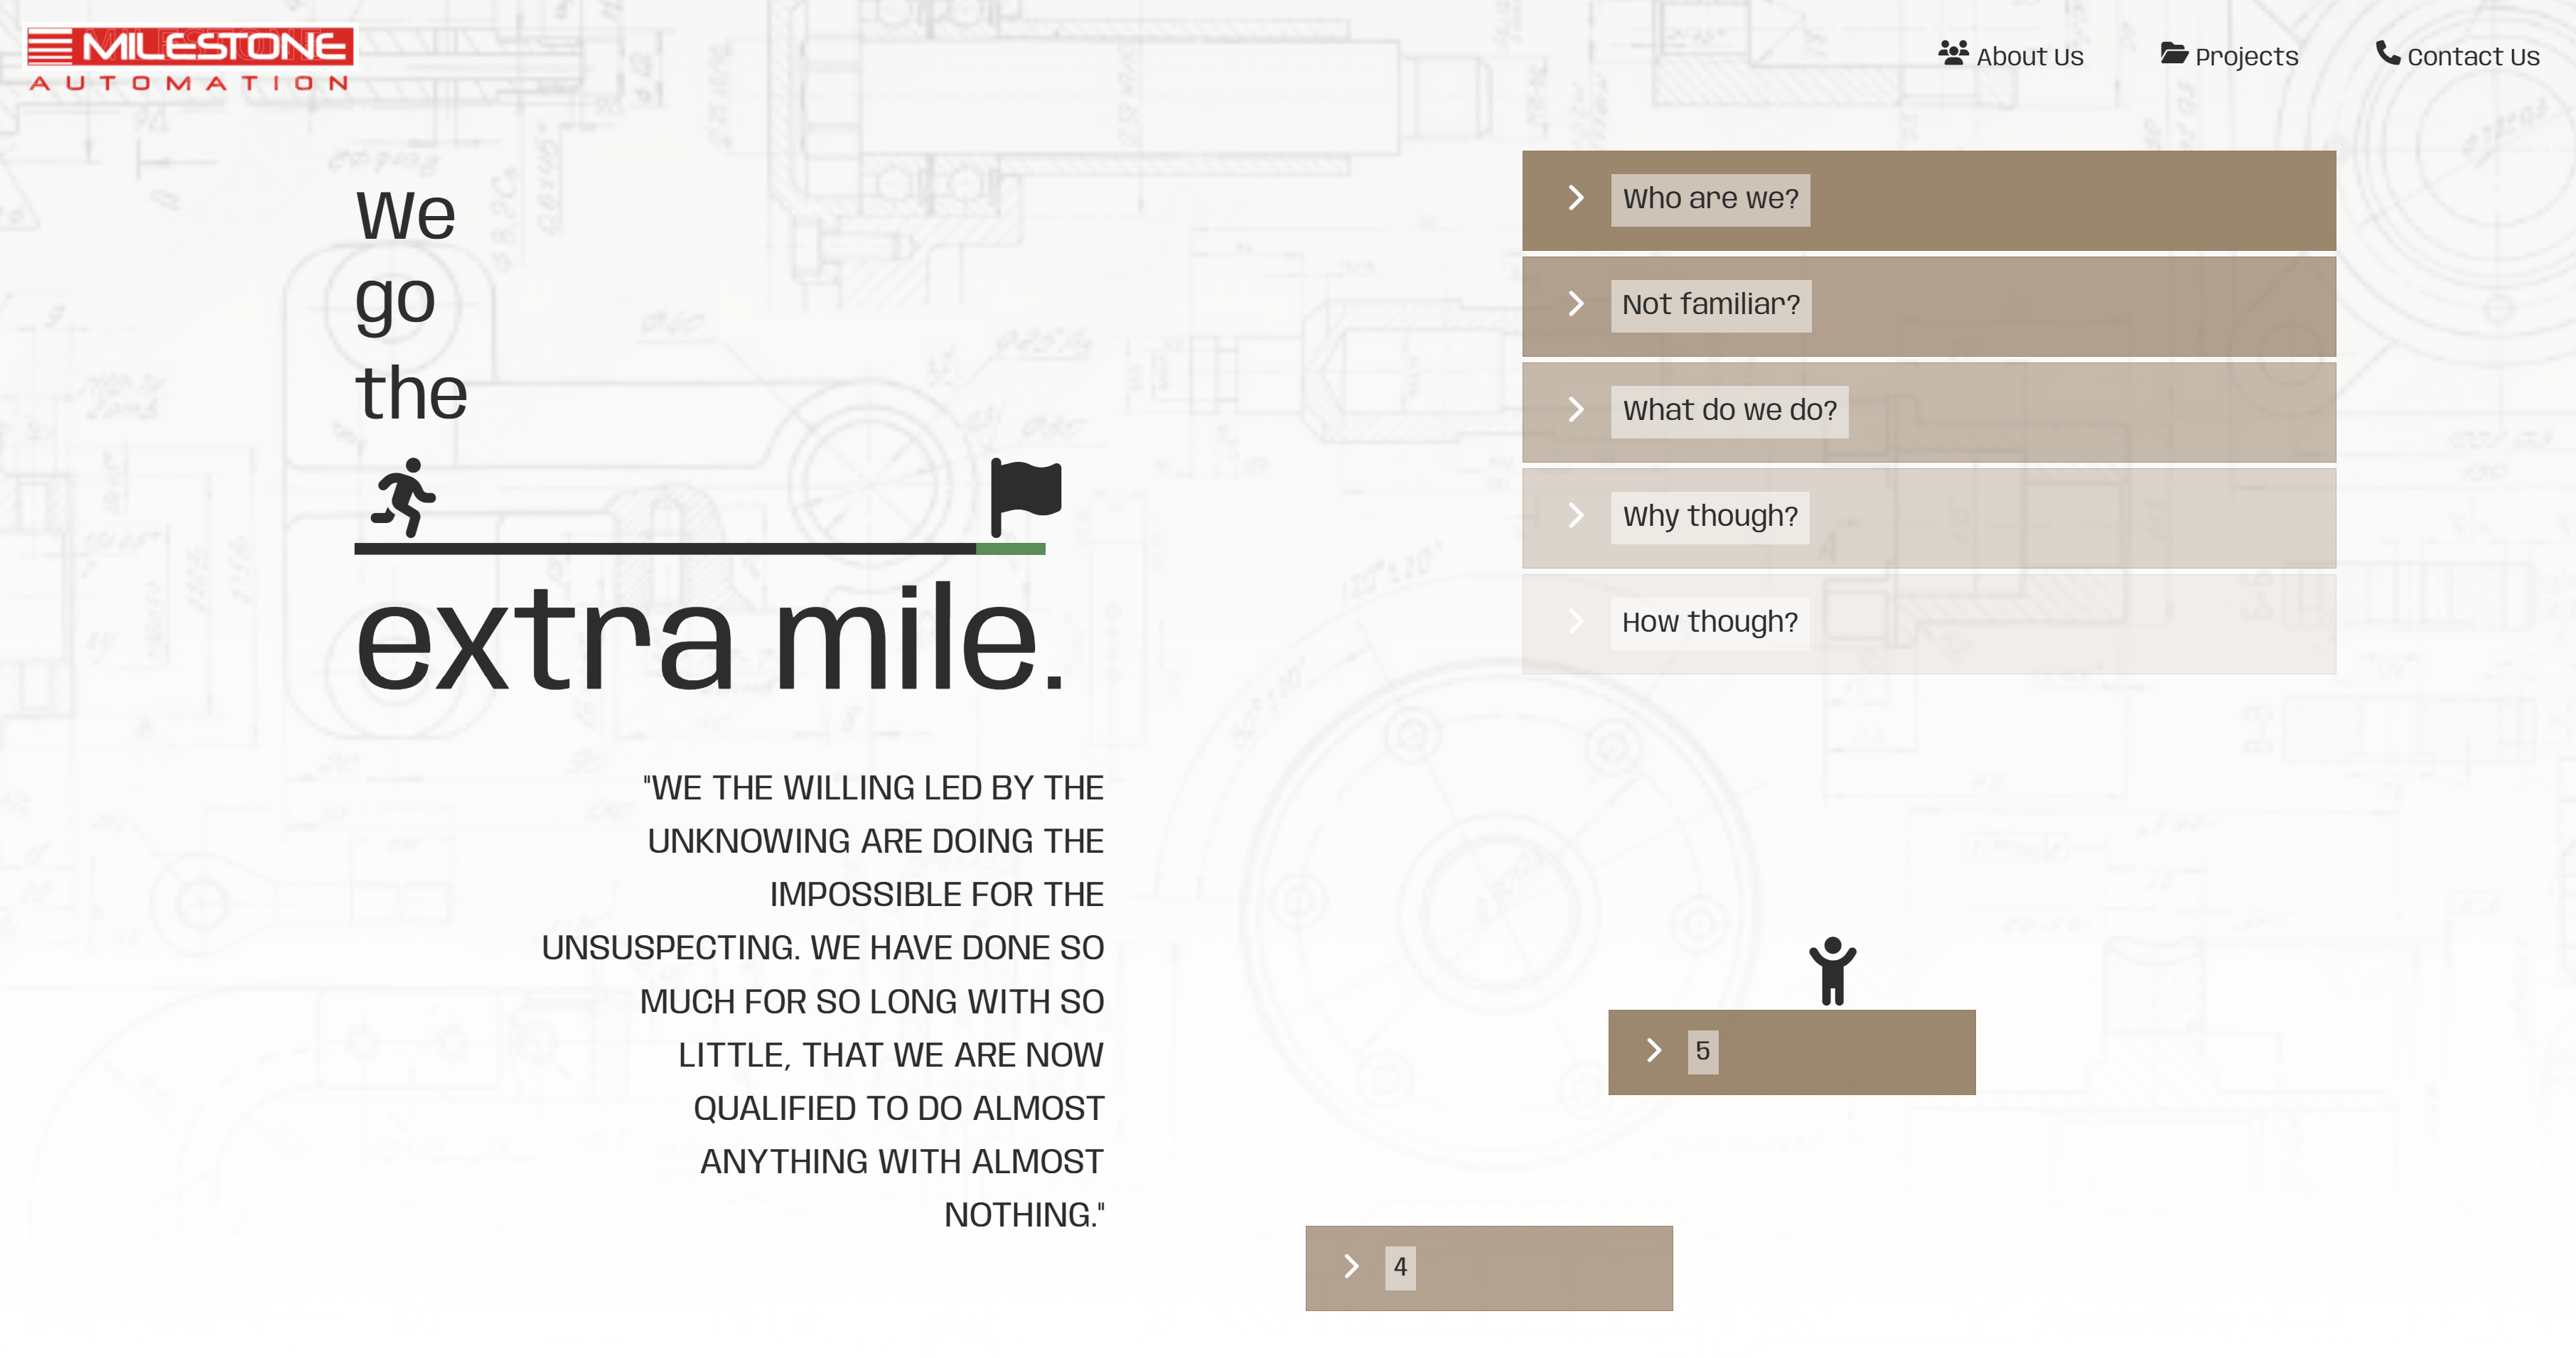 MILESTONE
AUTOMATION
About Us
Projects
Contact Us
We
go
the
extra mile.
"WE THE WILLING LED BY THE
UNKNOWING ARE DOING THE
IMPOSSIBLE FOR THE
UNSUSPECTING. WE HAVE DONE SO
MUCH FOR SO LONG WITH SO
LITTLE, THAT WE ARE NOW
QUALIFIED TO DO ALMOST
ANYTHING WITH ALMOST
NOTHING."
Who are we?
Not familiar?
What do we do?
Why though?
How though?
5
4